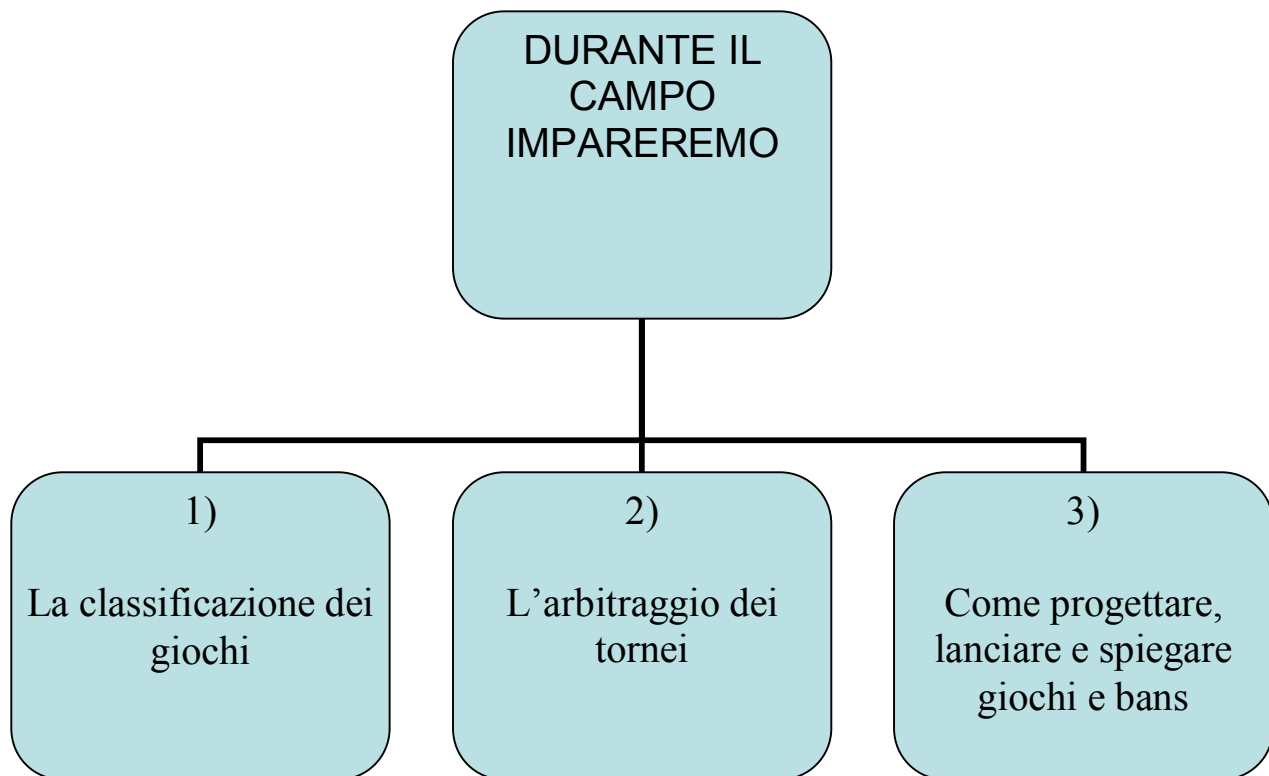 DURANTE IL
CAMPO
IMPAREREMO
1)
La classificazione dei
giochi
2)
L’arbitraggio dei
tornei
3)
Come progettare,
lanciare e spiegare
giochi e bans